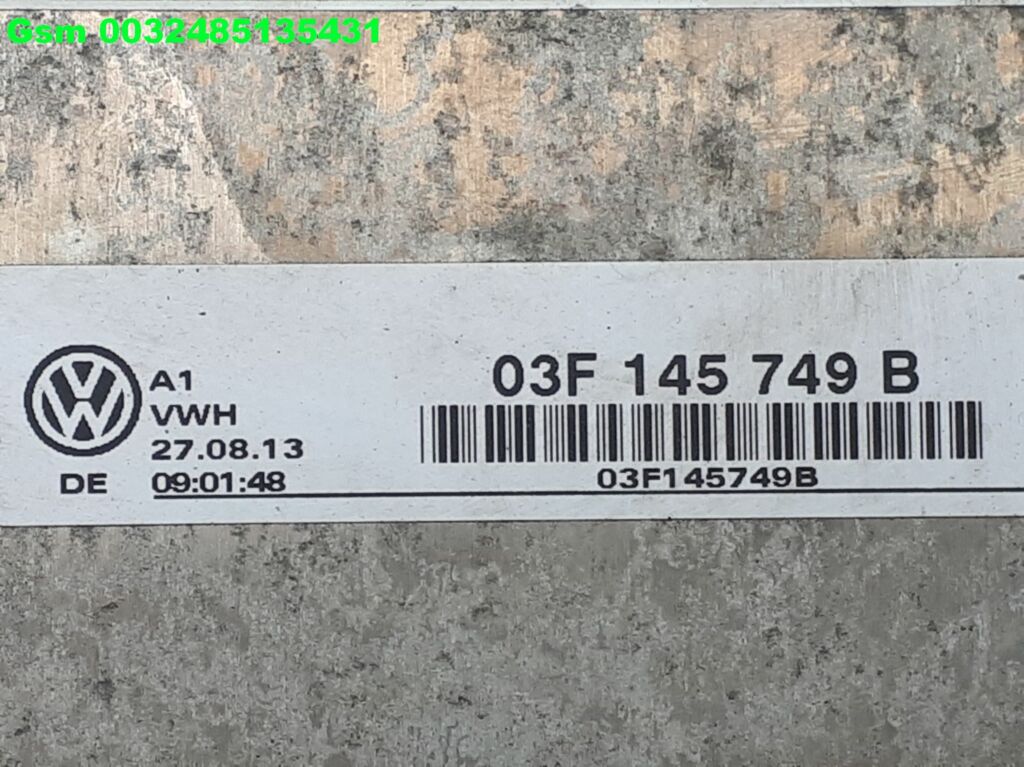 Gsm 0032485135431
03F 145 749 B
A1
VWH
27.08.13
DE 09:01:48
03F145749B